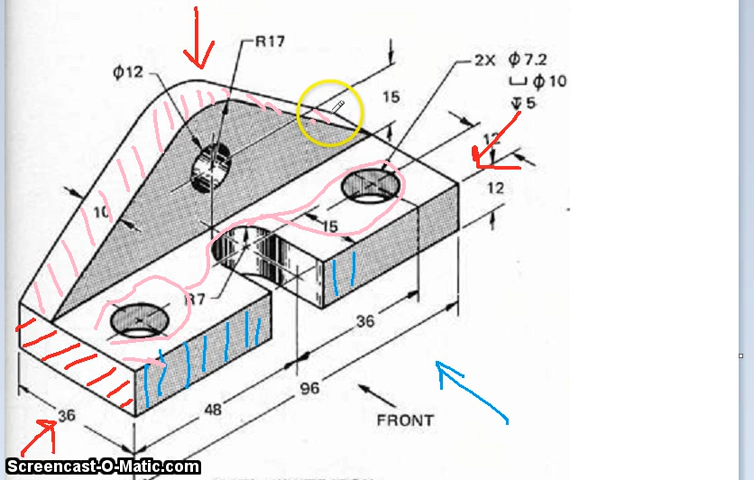 R17
2X ϕ7.2
ϕ12
⌴ ϕ10
↧5
15
12
12
10
15
R7
36
36
48
96
FRONT
Screencast-O-Matic.com